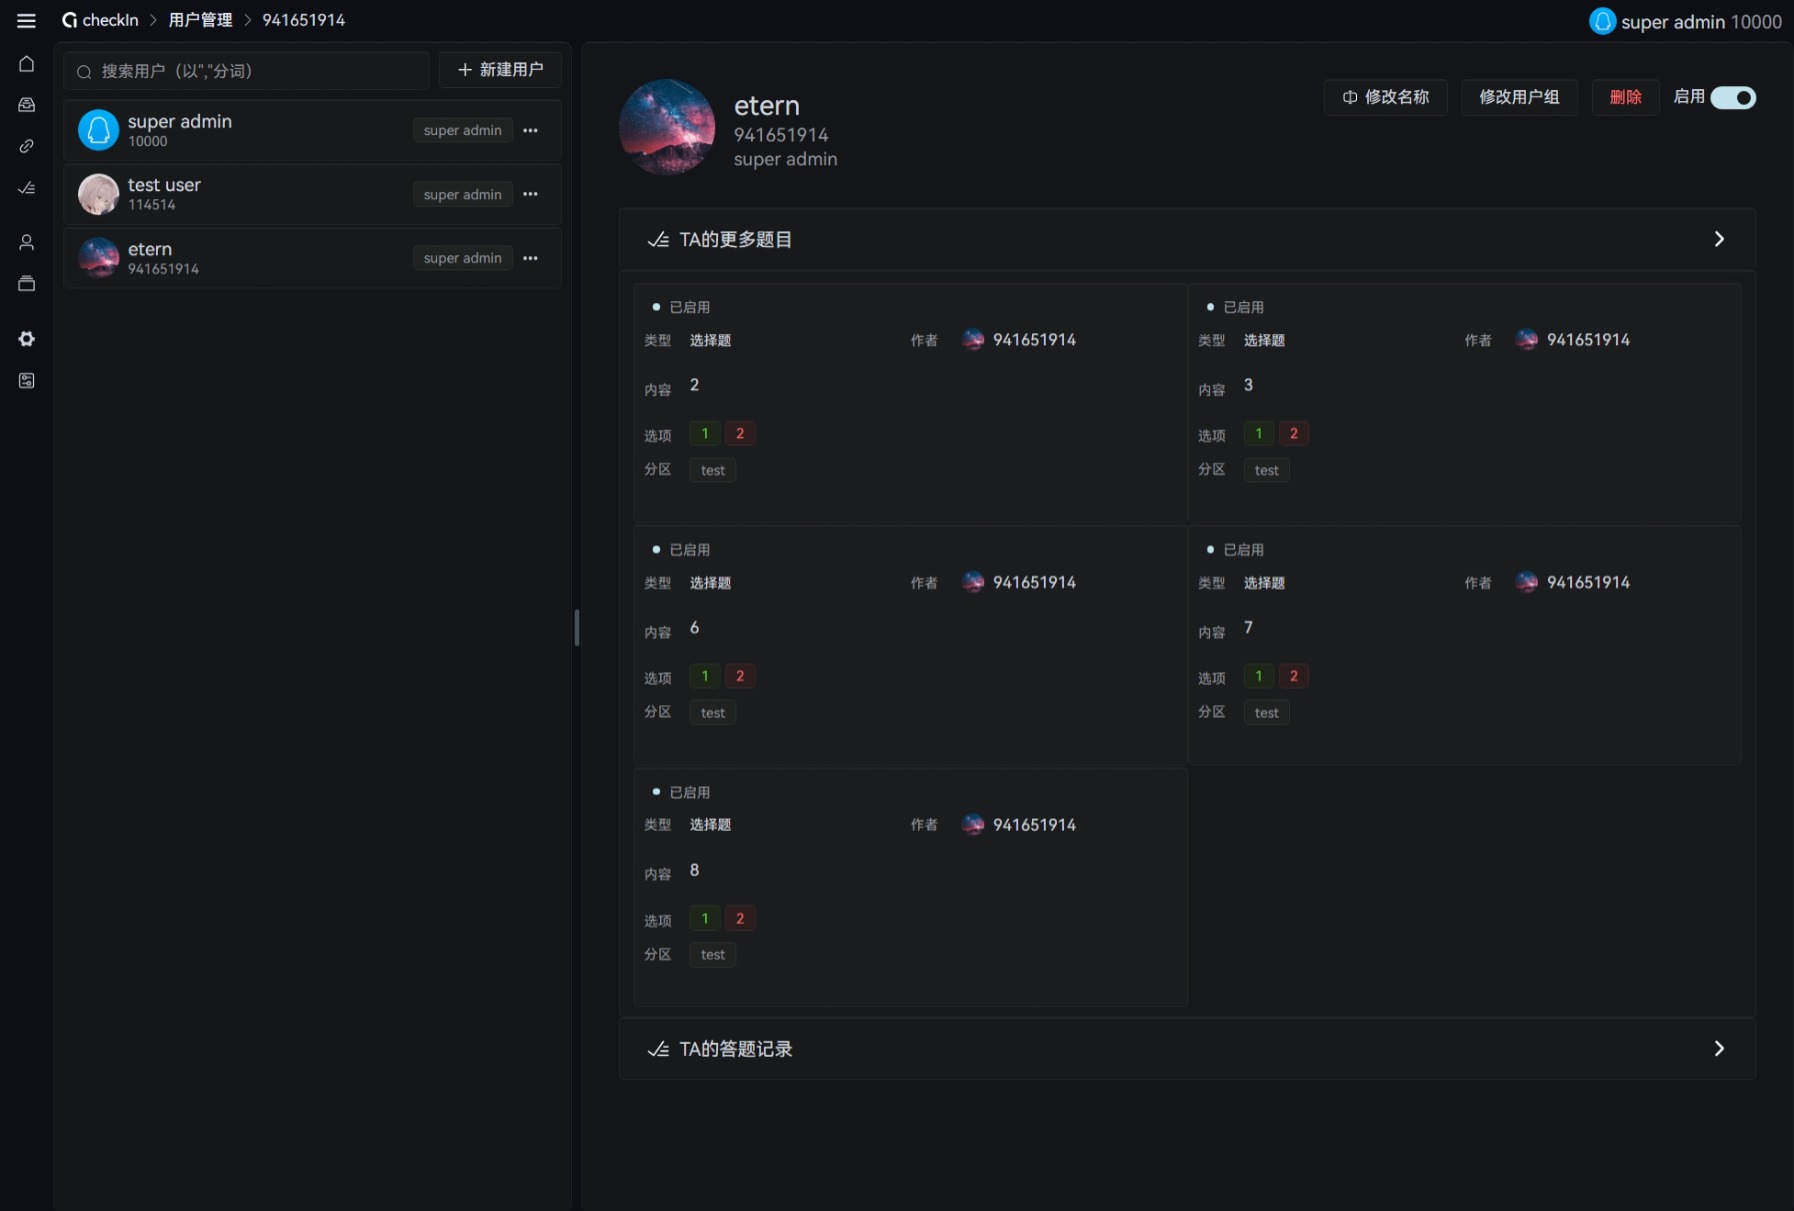 checkIn > 用户管理 > 941651914
super admin 10000
搜索用户（以","分词）
新建用户
super admin
10000
super admin
test user
114514
super admin
etern
941651914
super admin
etern
941651914
super admin
修改名称
修改用户组
删除
启用
TA的更多题目
已启用
类型 选择题 作者 941651914
内容 2
选项 1 2
分区 test
已启用
类型 选择题 作者 941651914
内容 3
选项 1 2
分区 test
已启用
类型 选择题 作者 941651914
内容 6
选项 1 2
分区 test
已启用
类型 选择题 作者 941651914
内容 7
选项 1 2
分区 test
已启用
类型 选择题 作者 941651914
内容 8
选项 1 2
分区 test
TA的答题记录